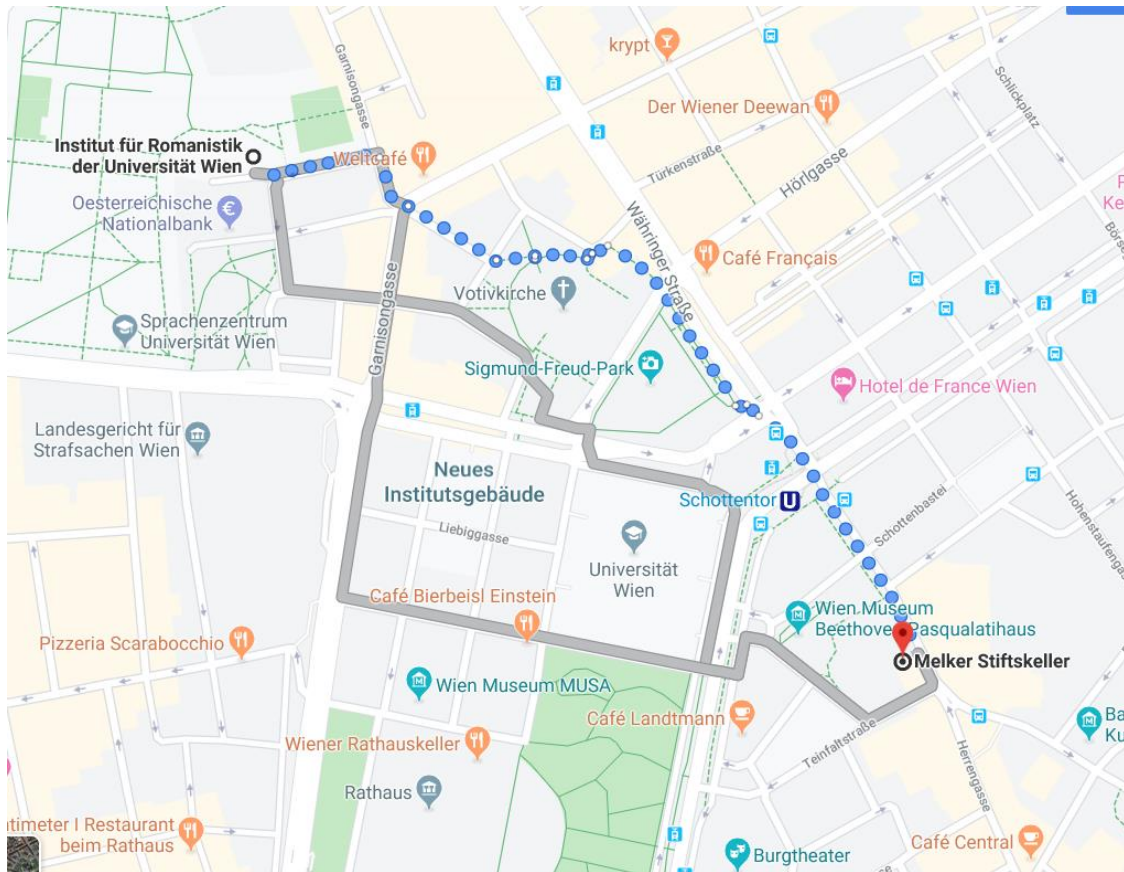 krypt
Garnisongasse
Schlickplatz
Der Wiener Deewan
Institut für Romanistik
der Universität Wien
Weltcafé
Türkenstraße
Hörlgasse
Oesterreichische
Nationalbank
Währinger Straße
Café Français
Votivkirche
Sprachenzentrum
Universität Wien
Garnisongasse
Sigmund-Freud-Park
Hotel de France Wien
Landesgericht für
Strafsachen Wien
Neues
Institutsgebäude
Schottentor
U
Liebiggasse
Schottenbastei
Universität
Wien
Café Bierbeisl Einstein
Wien Museum
Pizzeria Scarabocchio
Melker Stiftskeller
Wien Museum MUSA
Café Landtmann
Teinfaltstraße
Wiener Rathauskeller
Herrengasse
Rathaus
timeter I Restaurant
beim Rathaus
Burgtheater
Café Central